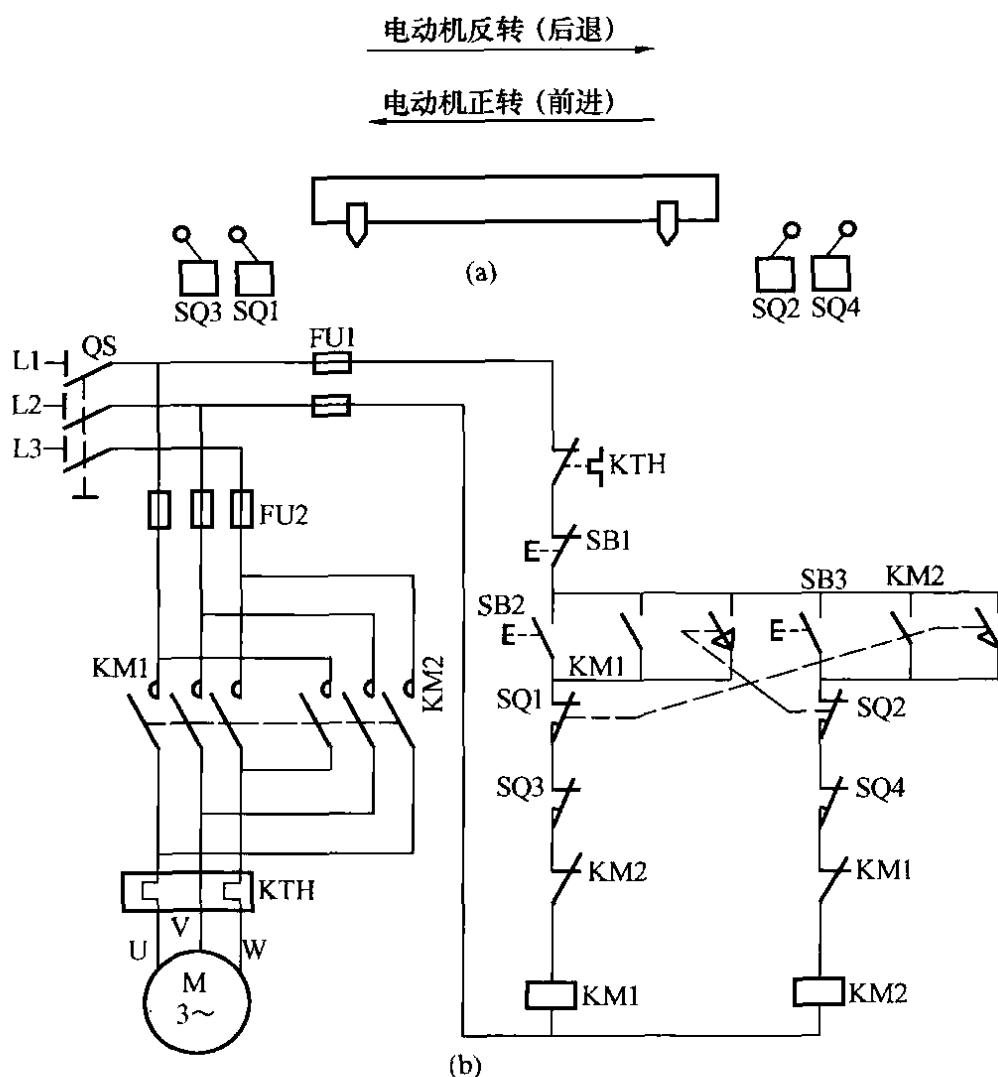 电动机反转 (后退)
电动机正转 (前进)
SQ3
SQ1
(a)
SQ2
SQ4
L1
QS
FU1
L2
L3
KTH
FU2
SB1
SB2
SB3
KM2
KM1
KM1
KM2
SQ1
SQ2
SQ3
SQ4
KM2
KM1
KTH
U
V
W
M
3～
KM1
KM2
(b)